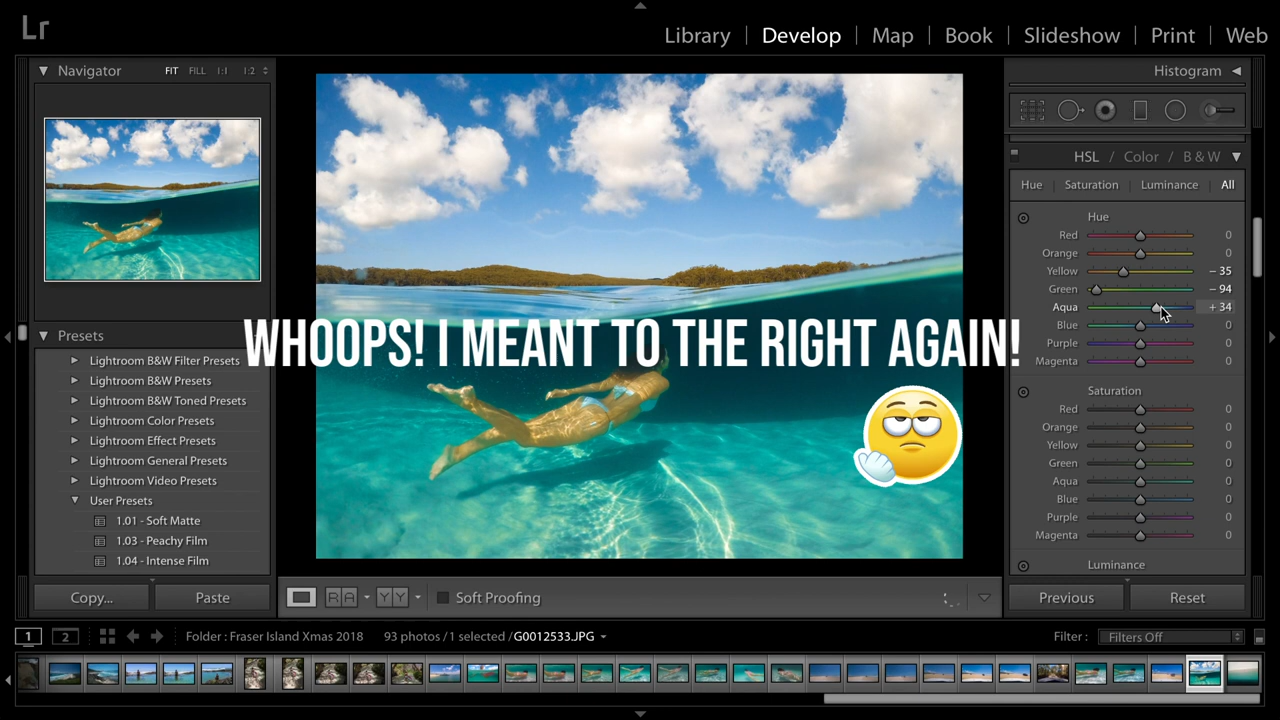 Lr
Library | Develop | Map | Book | Slideshow | Print | Web
Navigator FIT FILL 1:1 1:2
Histogram
HSL / Color / B & W
Hue | Saturation | Luminance | All
Hue
Red 0
Orange 0
Yellow – 35
Green – 94
Aqua + 34
Blue 0
Purple 0
Magenta 0
Saturation
Red 0
Orange 0
Yellow 0
Green 0
Aqua 0
Blue 0
Purple 0
Magenta 0
Luminance
Presets
Lightroom B&W Filter Presets
Lightroom B&W Presets
Lightroom B&W Toned Presets
Lightroom Color Presets
Lightroom Effect Presets
Lightroom General Presets
Lightroom Video Presets
User Presets
1.01 - Soft Matte
1.03 - Peachy Film
1.04 - Intense Film
WHOOPS! I MEANT TO THE RIGHT AGAIN!
Copy... Paste
R A Y Y Soft Proofing
Previous Reset
1 2 Folder : Fraser Island Xmas 2018 93 photos / 1 selected / G0012533.JPG Filter : Filters Off